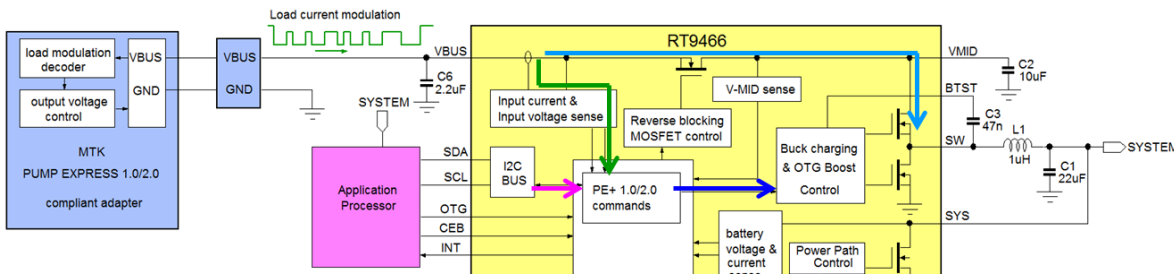 Load current modulation
RT9466
load modulation
decoder
output voltage
control
VBUS
GND
MTK
PUMP EXPRESS 1.0/2.0
compliant adapter
VBUS
GND
VBUS
C6
2.2uF
Input current &
Input voltage sense
Reverse blocking
MOSFET control
V-MID sense
VMID
C2
10uF
BTST
C3
47n
SW
L1
1uH
C1
22uF
SYSTEM
Buck charging
& OTG Boost
Control
SYSTEM
Application
Processor
SDA
SCL
OTG
CEB
INT
I2C
BUS
PE+ 1.0/2.0
commands
battery
voltage &
current
SYS
Power Path
Control